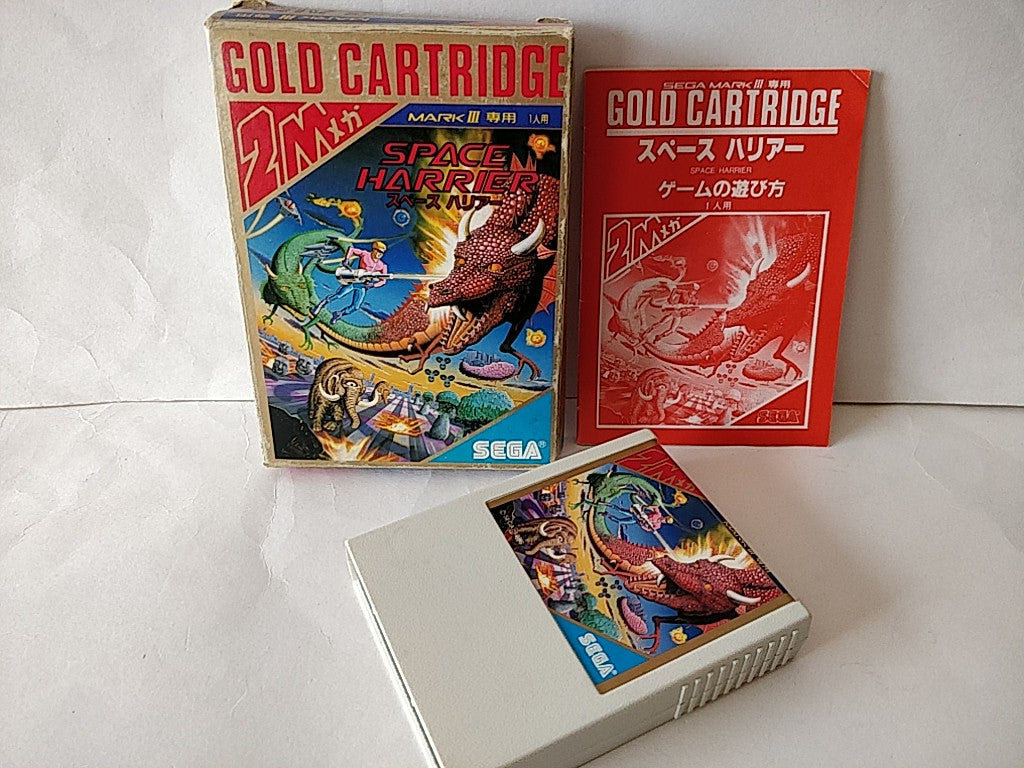 GOLD CARTRIDGE
2Mメガ
MARK III 専用 1人用
SPACE
HARRIER
スペース ハリアー
SEGA®
SEGA MARK III 専用
GOLD CARTRIDGE
スペース ハリアー
SPACE HARRIER
ゲームの遊び方
1人用
2Mメガ
SEGA
2Mメガ
SEGA